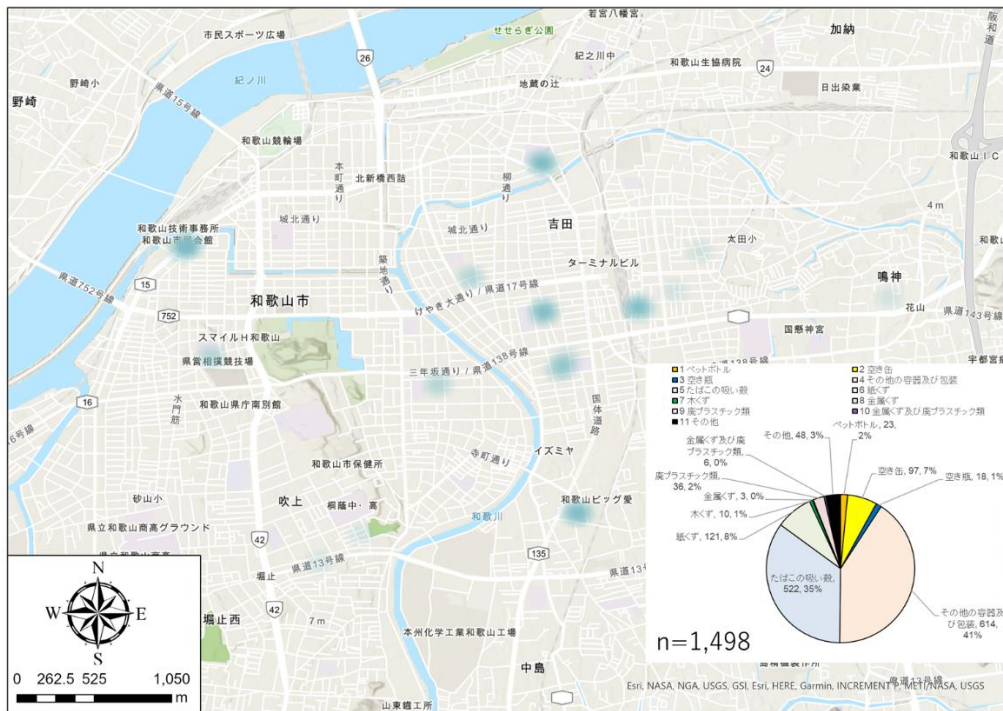 若宮八幡宮
せせらぎ公園
加納
阪和道
市民スポーツ広場
26
紀之川中
和歌山生協病院
24
野崎小
紀ノ川
地蔵の辻
日出染業
野崎
県道15号線
和歌山競輪場
本町通り
北新橋西詰
柳通り
和歌山IC
城北通り
城北通り
吉田
4 m
和歌山技術事務所
太田小
築地通り
ターミナルビル
鳴神
県道752号線
15
けやき大通り / 県道17号線
和歌山市
花山
752
県道143号線
スマイルH和歌山
国懸神宮
県営相撲競技場
三年坂通り / 県道138号線
16
水門筋
和歌山県庁南別館
国体道路
1 ペットボトル
2 空き缶
3 空き瓶
4 その他の容器及び包装
5 たばこの吸い殻
6 紙くず
7 木くず
8 金属くず
9 廃プラスチック類
10 金属くず及び廃プラスチック類
11 その他
ペットボトル, 23,
2%
その他, 48, 3%
金属くず及び廃
プラスチック類,
6, 0%
空き缶, 97, 7%
空き瓶, 18, 1%
廃プラスチック類,
36, 2%
金属くず, 3, 0%
木くず, 10, 1%
紙くず, 121, 8%
たばこの吸い殻,
522, 35%
その他の容器及
び包装, 614,
41%
n=1,498
イズミヤ
寺町通り
和歌山市保健所
砂山小
吹上
桐蔭中・高
和歌川
和歌山ビッグ愛
県立和歌山商高グラウンド
42
135
県道13号線
堀止
42
堀止西
7 m
本州化学工業和歌山工場
中島
山東鐵工所
県道13号線
N
W
E
S
0
262.5
525
1,050
m
Esri, NASA, NGA, USGS, GSI, Esri, HERE, Garmin, INCREMENT P, METI/NASA, USGS